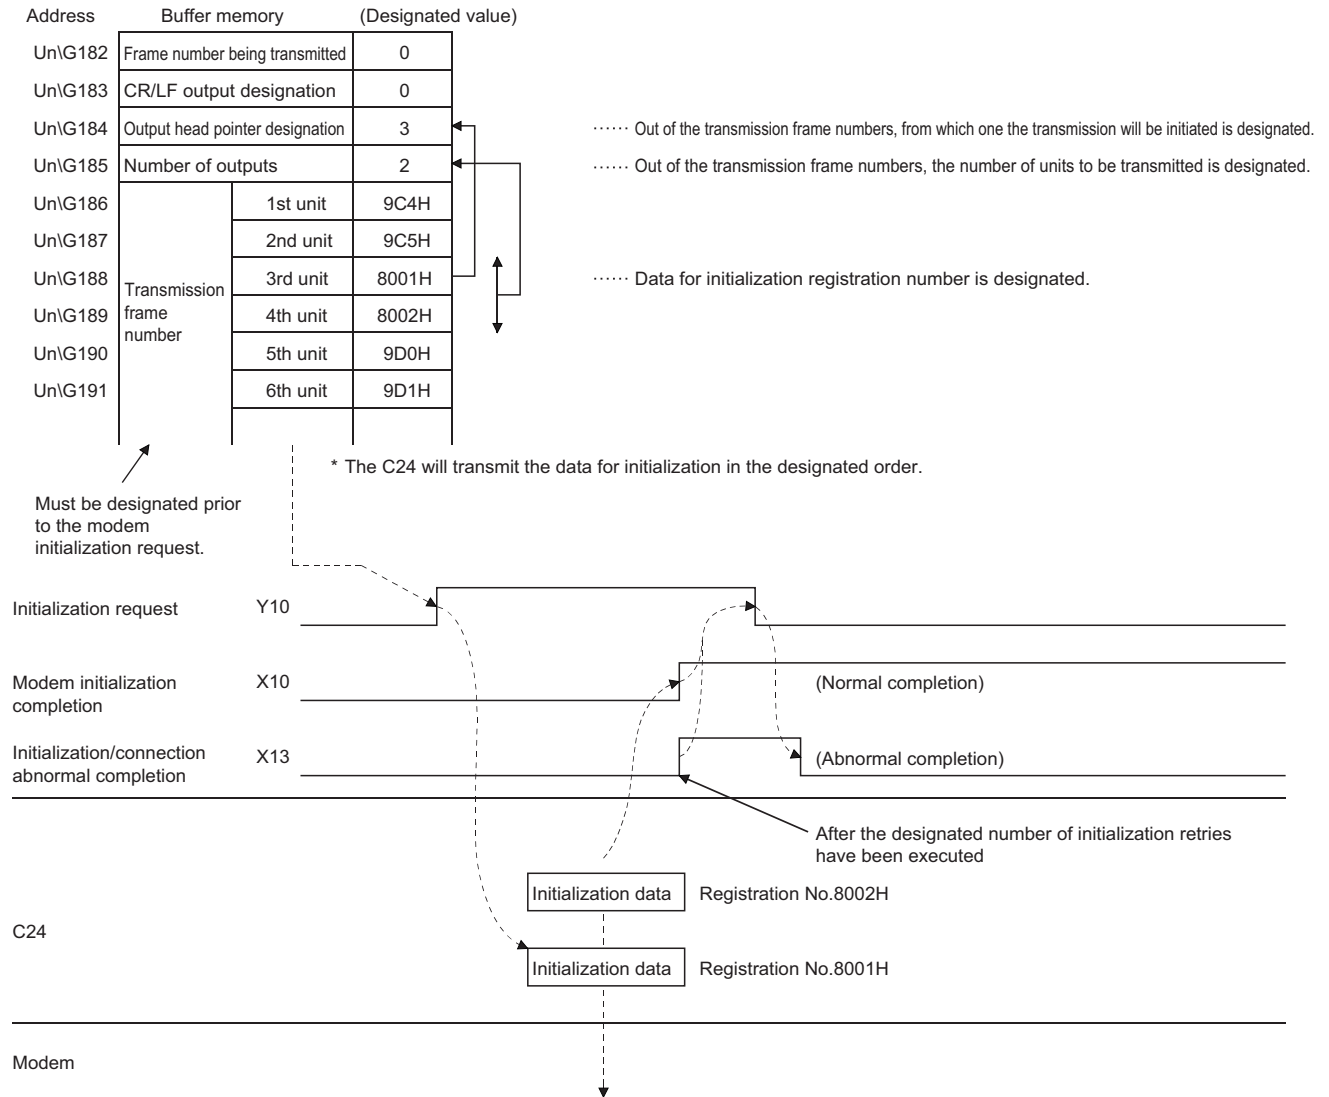 Address Buffer memory (Designated value)
Un\G182 Frame number being transmitted 0
Un\G183 CR/LF output designation 0
Un\G184 Output head pointer designation 3 ······ Out of the transmission frame numbers, from which one the transmission will be initiated is designated.
Un\G185 Number of outputs 2 ······ Out of the transmission frame numbers, the number of units to be transmitted is designated.
Un\G186 1st unit 9C4H
Un\G187 2nd unit 9C5H
Un\G188 3rd unit 8001H ······ Data for initialization registration number is designated.
Transmission
frame
number
Un\G189 4th unit 8002H
Un\G190 5th unit 9D0H
Un\G191 6th unit 9D1H
* The C24 will transmit the data for initialization in the designated order.
Must be designated prior
to the modem
initialization request.
Initialization request Y10
Modem initialization
completion
X10 (Normal completion)
Initialization/connection
abnormal completion
X13 (Abnormal completion)
After the designated number of initialization retries
have been executed
Initialization data Registration No.8002H
C24
Initialization data Registration No.8001H
Modem